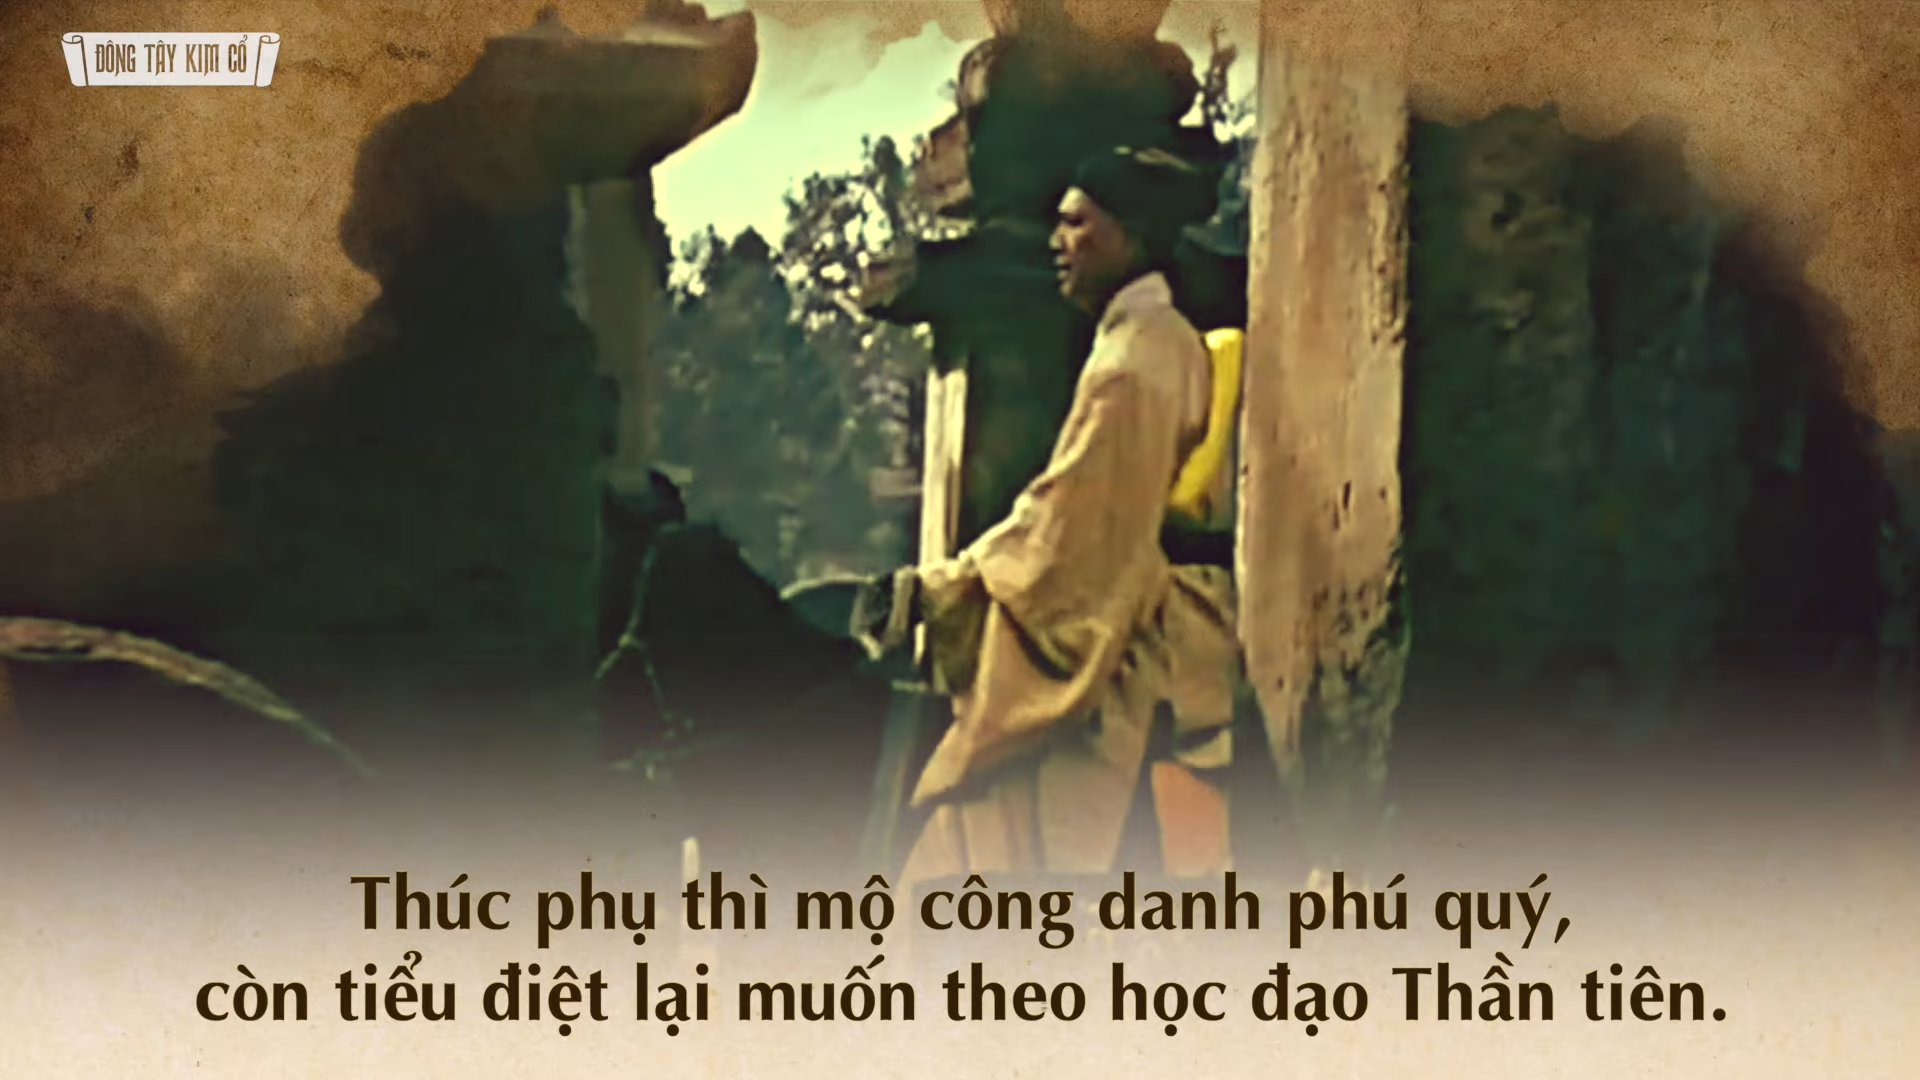 ĐÔNG TÂY KIM CỔ
Thúc phụ thì mộ công danh phú quý,
còn tiểu điệt lại muốn theo học đạo Thần tiên.